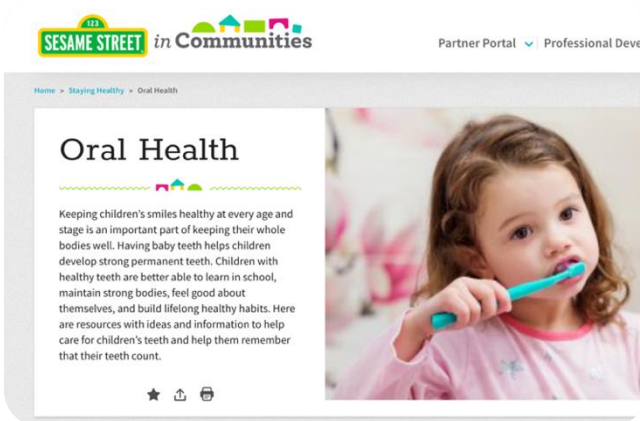 123
SESAME STREET
in Communities
Partner Portal
Professional Deve
Home > Staying Healthy > Oral Health
Oral Health
Keeping children's smiles healthy at every age and
stage is an important part of keeping their whole
bodies well. Having baby teeth helps children
develop strong permanent teeth. Children with
healthy teeth are better able to learn in school,
maintain strong bodies, feel good about
themselves, and build lifelong healthy habits. Here
are resources with ideas and information to help
care for children's teeth and help them remember
that their teeth count.